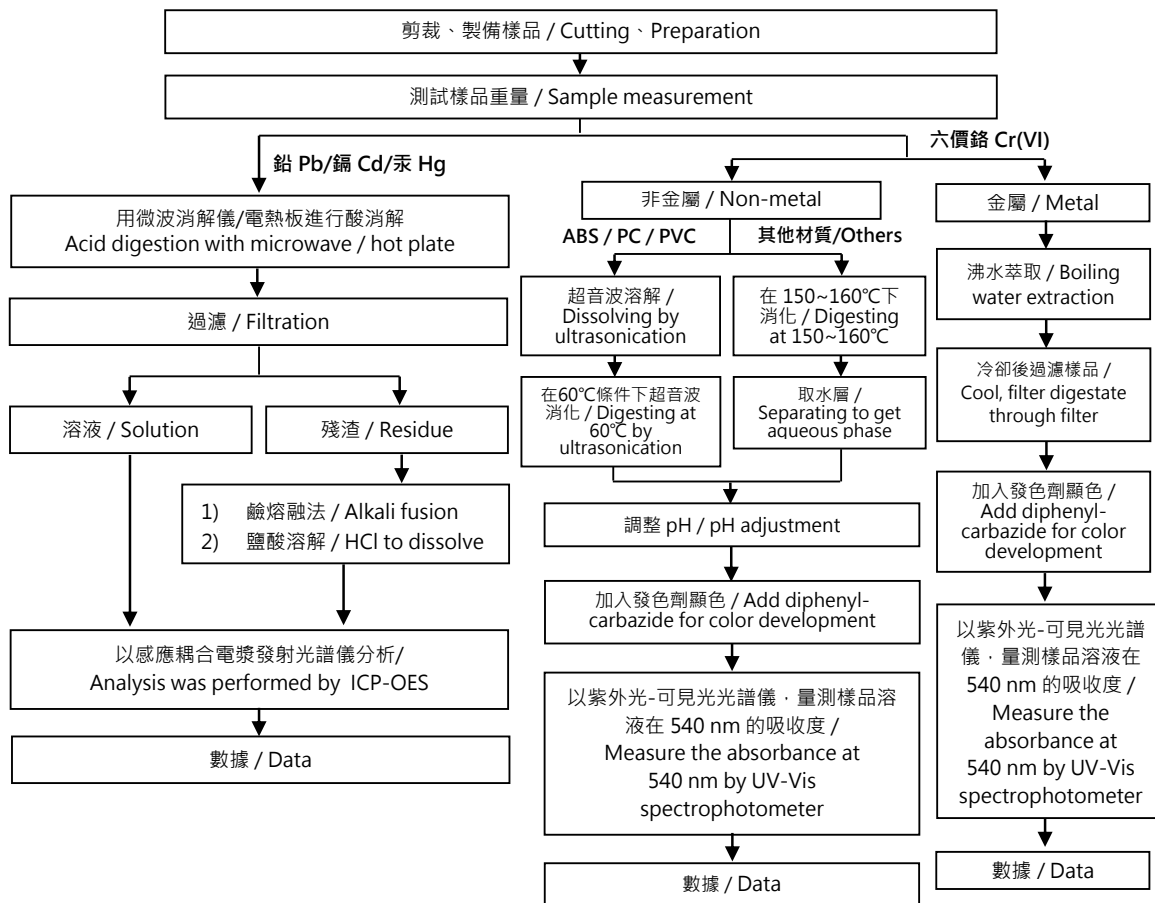 剪裁、製備樣品 / Cutting、Preparation
測試樣品重量 / Sample measurement
鉛 Pb/鎘 Cd/汞 Hg
六價鉻 Cr(VI)
用微波消解儀/電熱板進行酸消解
Acid digestion with microwave / hot plate
過濾 / Filtration
溶液 / Solution
殘渣 / Residue
1) 鹼熔融法 / Alkali fusion
2) 鹽酸溶解 / HCl to dissolve
以感應耦合電漿發射光譜儀分析/
Analysis was performed by ICP-OES
數據 / Data
非金屬 / Non-metal
ABS / PC / PVC
其他材質/Others
超音波溶解 /
Dissolving by
ultrasonication
在60℃條件下超音波
消化 / Digesting at
60℃ by
ultrasonication
在 150~160℃下
消化 / Digesting
at 150~160℃
取水層 /
Separating to get
aqueous phase
調整 pH / pH adjustment
加入發色劑顯色 / Add diphenyl-
carbazide for color development
以紫外光-可見光光譜儀，量測樣品溶
液在 540 nm 的吸收度 /
Measure the absorbance at
540 nm by UV-Vis
spectrophotometer
數據 / Data
金屬 / Metal
沸水萃取 / Boiling
water extraction
冷卻後過濾樣品 /
Cool, filter digestate
through filter
加入發色劑顯色 /
Add diphenyl-
carbazide for color
development
以紫外光-可見光光譜
儀，量測樣品溶液在
540 nm 的吸收度 /
Measure the
absorbance at
540 nm by UV-Vis
spectrophotometer
數據 / Data